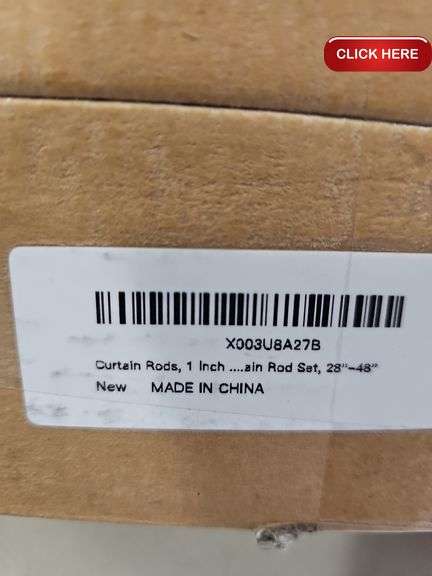 CLICK HERE
X003U8A27B
Curtain Rods, 1 Inch ....ain Rod Set, 28"-48"
New MADE IN CHINA